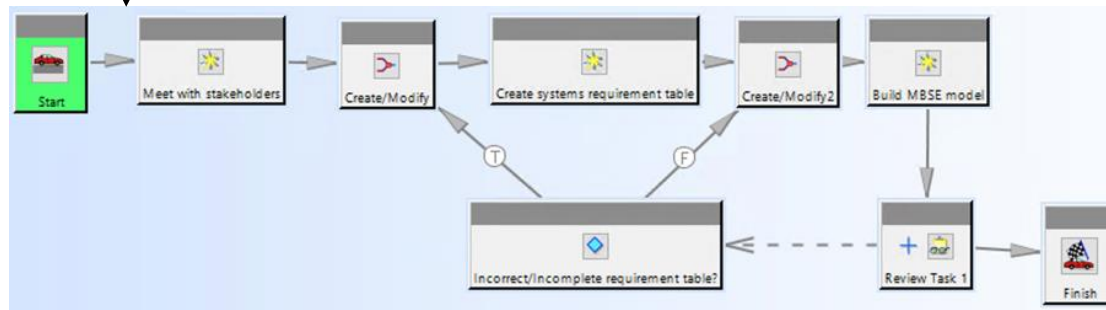 Start
Meet with stakeholders
Create/Modify
Create systems requirement table
Create/Modify2
Build MBSE model
T
F
Incorrect/Incomplete requirement table?
Review Task 1
Finish